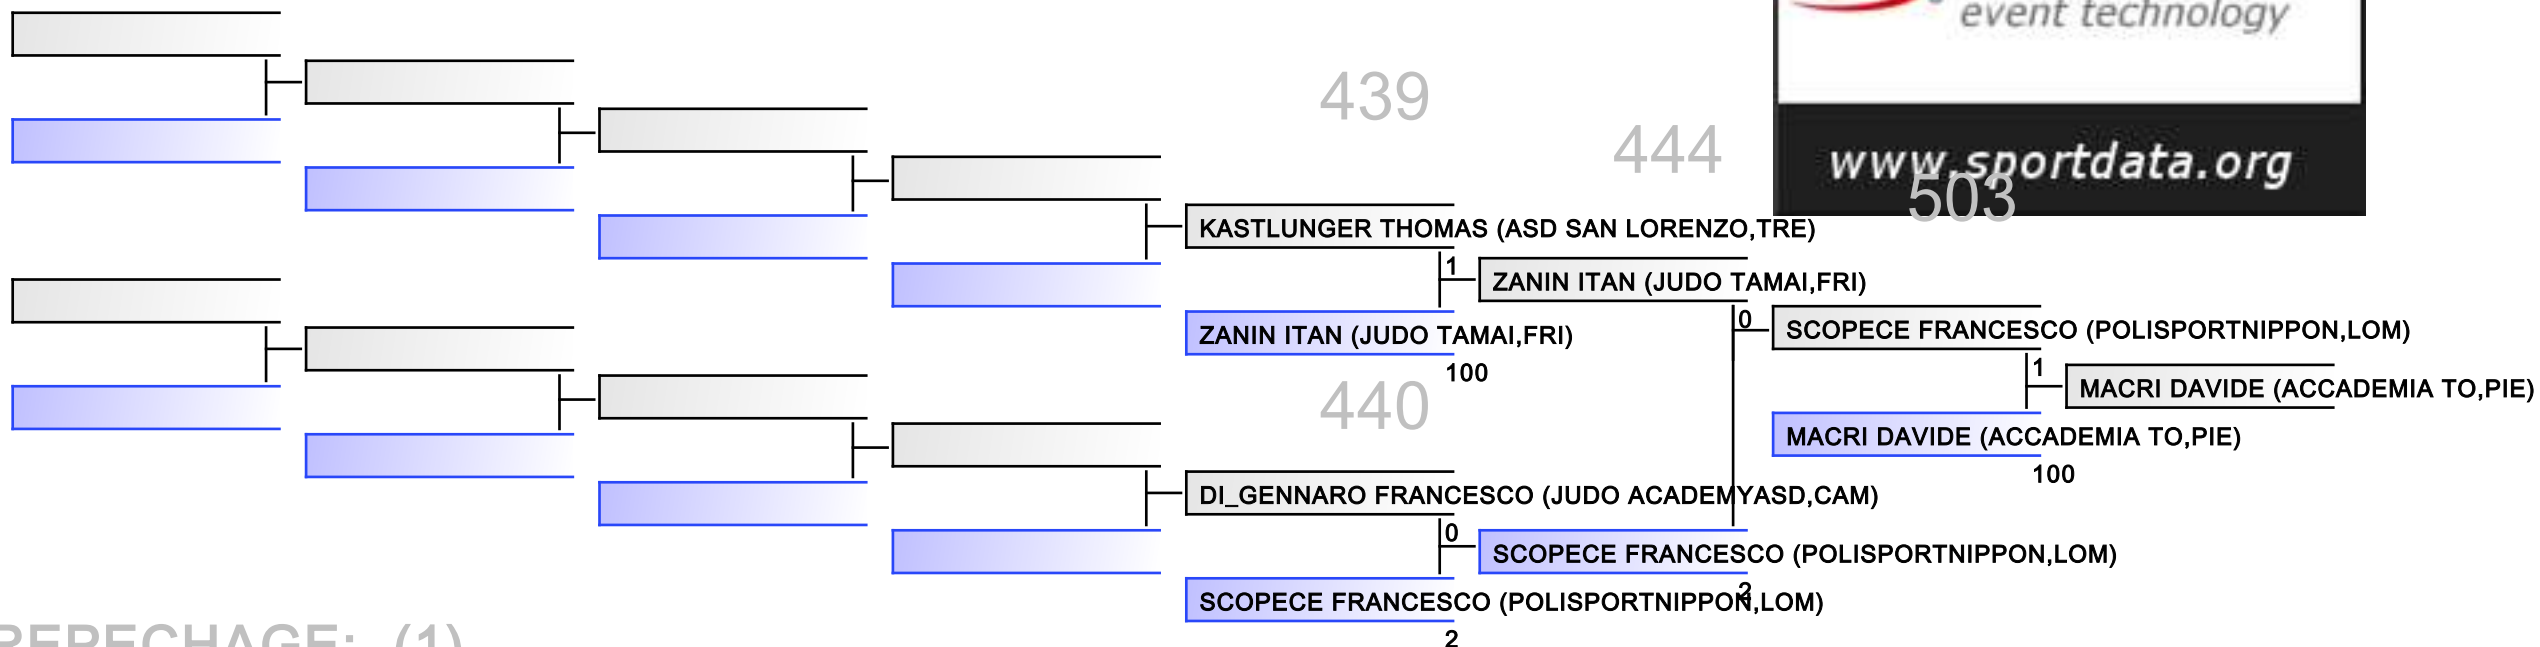 event technology
www.sportdata.org
439
444
503
KASTLUNGER THOMAS (ASD SAN LORENZO,TRE)
1
ZANIN ITAN (JUDO TAMAI,FRI)
0
SCOPECE FRANCESCO (POLISPORTNIPPON,LOM)
ZANIN ITAN (JUDO TAMAI,FRI)
100
1
MACRI DAVIDE (ACCADEMIA TO,PIE)
440
MACRI DAVIDE (ACCADEMIA TO,PIE)
100
DI_GENNARO FRANCESCO (JUDO ACADEMYASD,CAM)
0
SCOPECE FRANCESCO (POLISPORTNIPPON,LOM)
2
SCOPECE FRANCESCO (POLISPORTNIPPON,LOM)
2
REPECHAGE: (1)